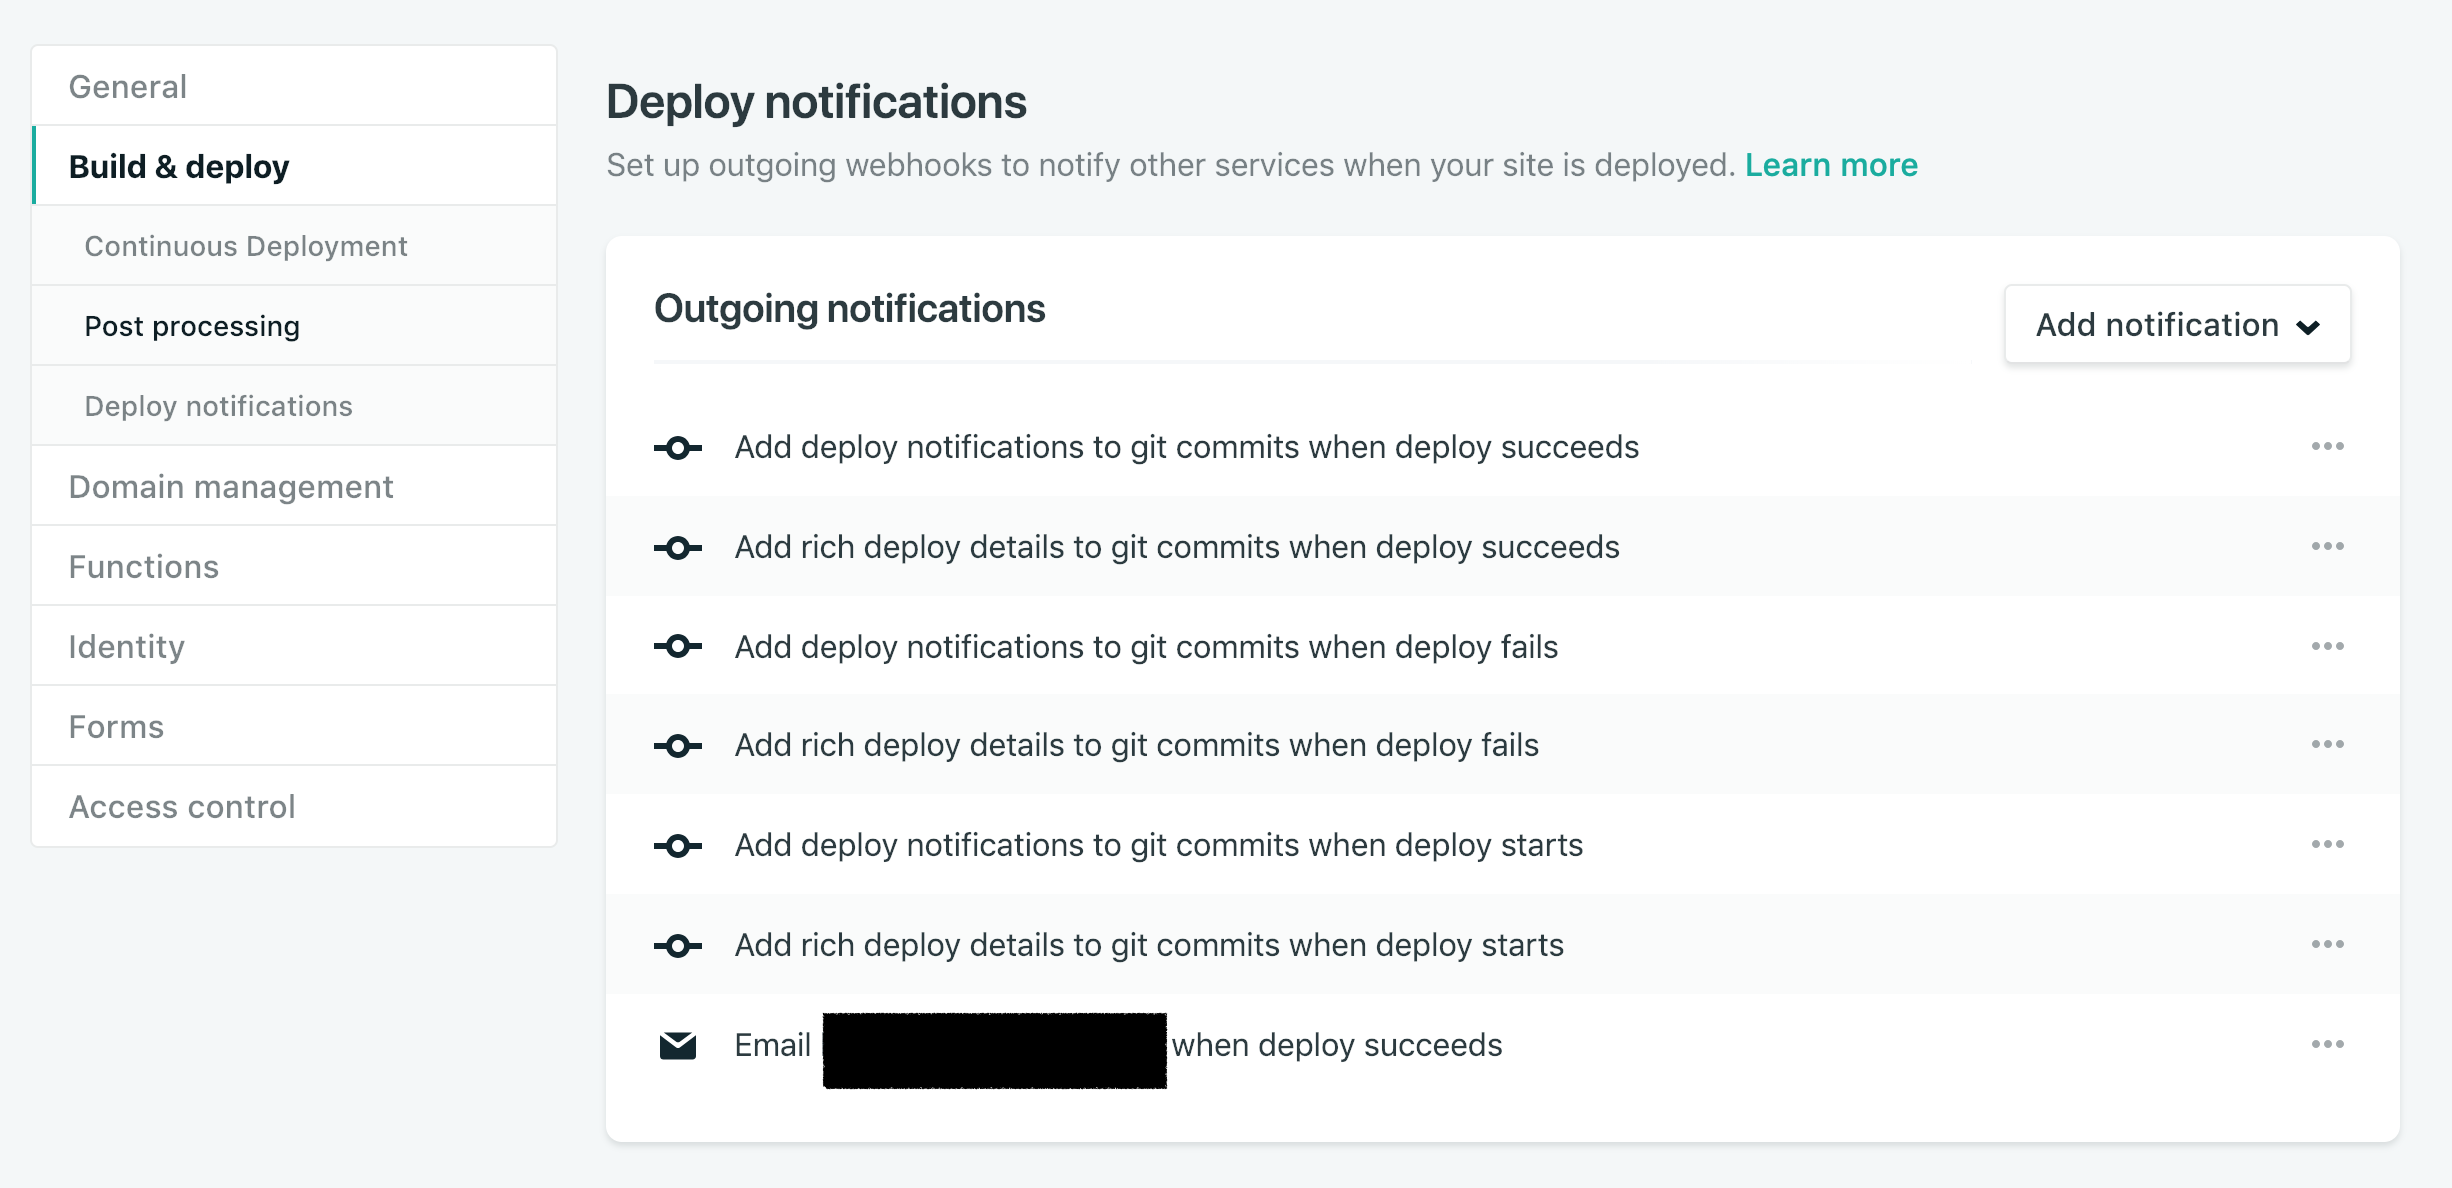 General
Build & deploy
Continuous Deployment
Post processing
Deploy notifications
Domain management
Functions
Identity
Forms
Access control
Deploy notifications
Set up outgoing webhooks to notify other services when your site is deployed. Learn more
Outgoing notifications
Add notification
Add deploy notifications to git commits when deploy succeeds
Add rich deploy details to git commits when deploy succeeds
Add deploy notifications to git commits when deploy fails
Add rich deploy details to git commits when deploy fails
Add deploy notifications to git commits when deploy starts
Add rich deploy details to git commits when deploy starts
Email when deploy succeeds